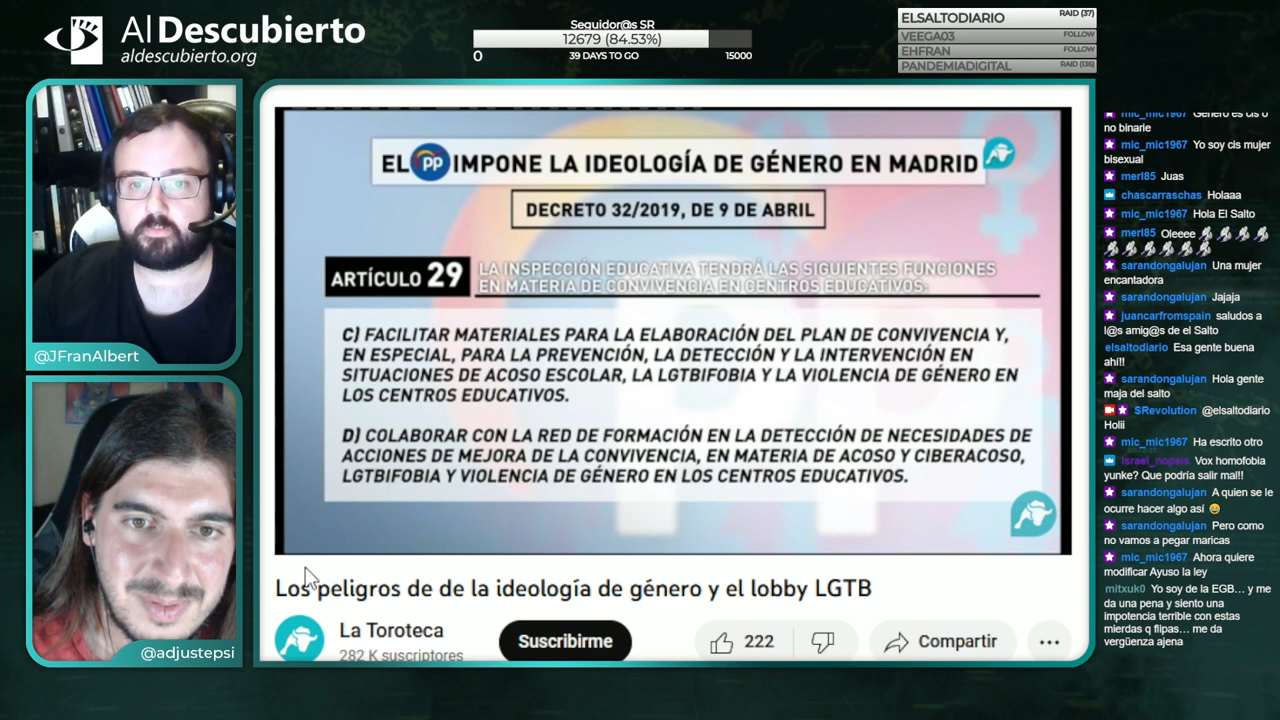 Al Descubierto
aldescubierto.org
Seguidor@s SR
12679 (84.53%)
0
39 DAYS TO GO
15000
ELSALTODIARIO RAID (37)
VEEGA03 FOLLOW
EHFRAN FOLLOW
PANDEMIADIGITAL RAID (136)
@JFranAlbert
@adjustepsi
EL PP IMPONE LA IDEOLOGÍA DE GÉNERO EN MADRID
DECRETO 32/2019, DE 9 DE ABRIL
ARTÍCULO 29
LA INSPECCIÓN EDUCATIVA TENDRÁ LAS SIGUIENTES FUNCIONES
EN MATERIA DE CONVIVENCIA EN CENTROS EDUCATIVOS:
C) FACILITAR MATERIALES PARA LA ELABORACIÓN DEL PLAN DE CONVIVENCIA Y,
EN ESPECIAL, PARA LA PREVENCIÓN, LA DETECCIÓN Y LA INTERVENCIÓN EN
SITUACIONES DE ACOSO ESCOLAR, LA LGTBIFOBIA Y LA VIOLENCIA DE GÉNERO EN
LOS CENTROS EDUCATIVOS.
D) COLABORAR CON LA RED DE FORMACIÓN EN LA DETECCIÓN DE NECESIDADES DE
ACCIONES DE MEJORA DE LA CONVIVENCIA, EN MATERIA DE ACOSO Y CIBERACOSO,
LGTBIFOBIA Y VIOLENCIA DE GÉNERO EN LOS CENTROS EDUCATIVOS.
pp
Los peligros de de la ideología de género y el lobby LGTB
La Toroteca
282 K suscriptores
Suscribirme
222
Compartir
mic_mic1967 Género es cis o
no binarie
mic_mic1967 Yo soy cis mujer
bisexual
merl85 Juas
chascarraschas Holaaa
mic_mic1967 Hola El Salto
merl85 Oleeee
sarandongalujan Una mujer
encantadora
sarandongalujan Jajaja
juancarfromspain saludos a
l@s amig@s de el Salto
elsaltodiario Esa gente buena
ahí!!
sarandongalujan Hola gente
maja del salto
SRevolution @elsaltodiario
Holii
mic_mic1967 Ha escrito otro
israel_nopais Vox homofobia
yunke? Que podría salir mal!!
sarandongalujan A quien se le
ocurre hacer algo así 😅
sarandongalujan Pero como
no vamos a pegar maricas
mic_mic1967 Ahora quiere
modificar Ayuso la ley
mitxuk0 Yo soy de la EGB... y me
da una pena y siento una
impotencia terrible con estas
mierdas q flipas... me da
vergüenza ajena